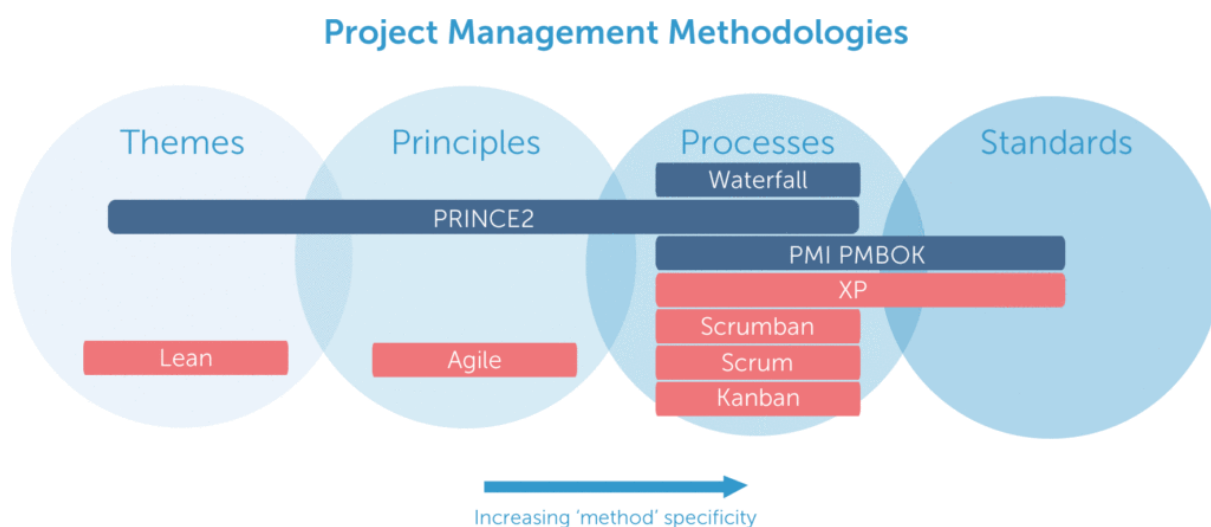 Project Management Methodologies
Themes
Principles
Processes
Standards
Waterfall
PRINCE2
PMI PMBOK
XP
Scrumban
Lean
Agile
Scrum
Kanban
Increasing ‘method’ specificity